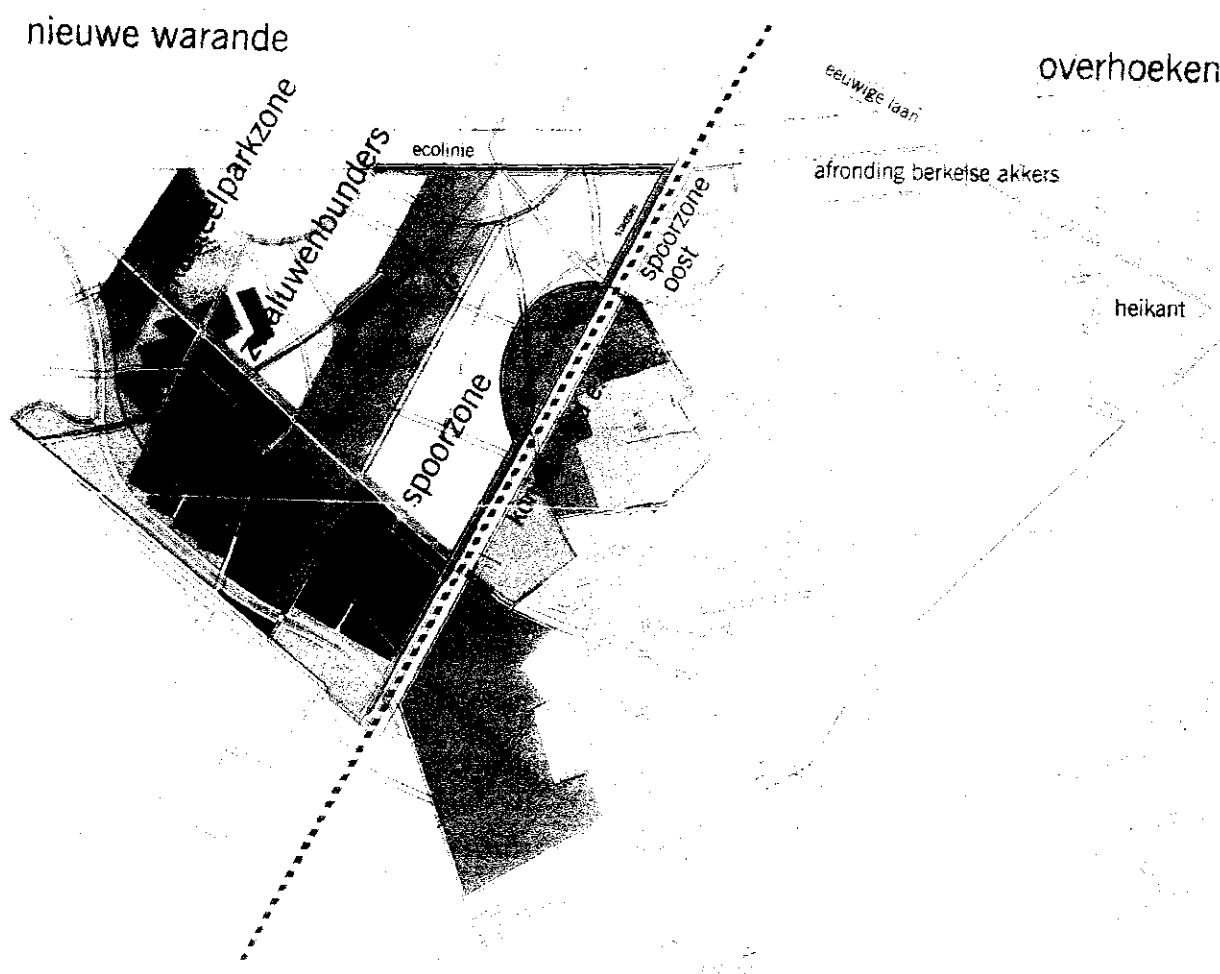 nieuwe warande
overhoeken
eeuwige laan
ecolinie
afronding berkelse akkers
spoorzone
oost
heikant
spoorzone